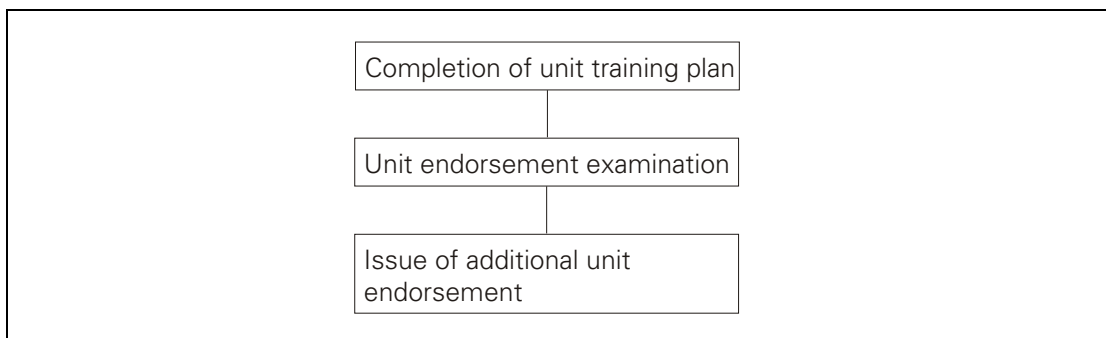 Completion of unit training plan
Unit endorsement examination
Issue of additional unit
endorsement